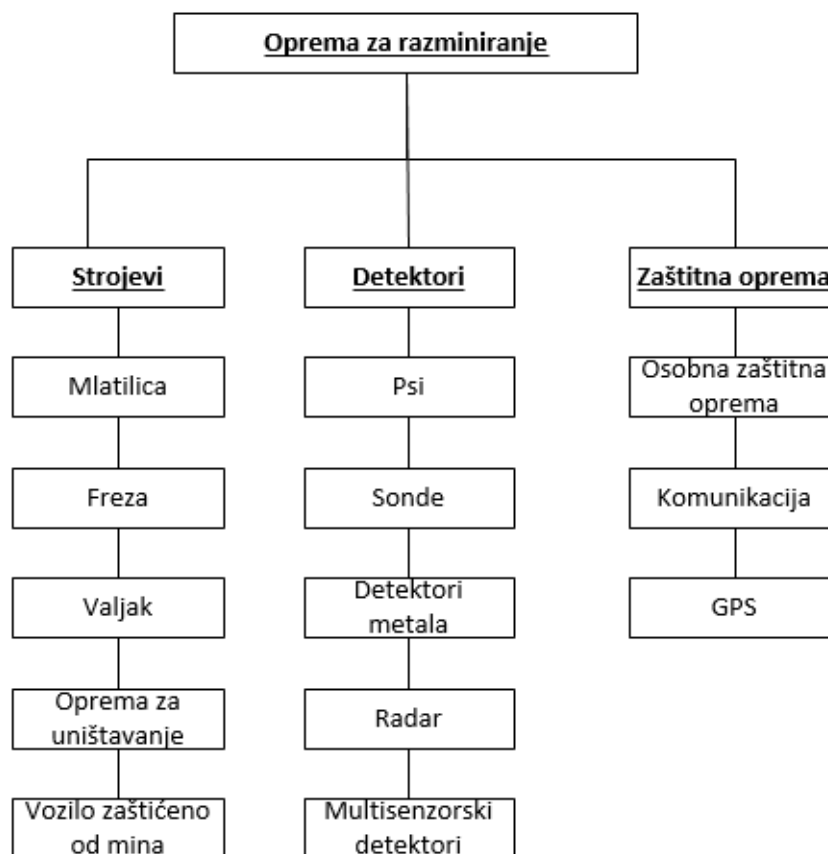 Oprema za razminiranje
Strojevi
Mlatilica
Freza
Valjak
Oprema za
uništavanje
Vozilo zaštićeno
od mina
Detektori
Psi
Sonde
Detektori
metala
Radar
Multisenzorski
detektori
Zaštitna oprema
Osobna zaštitna
oprema
Komunikacija
GPS